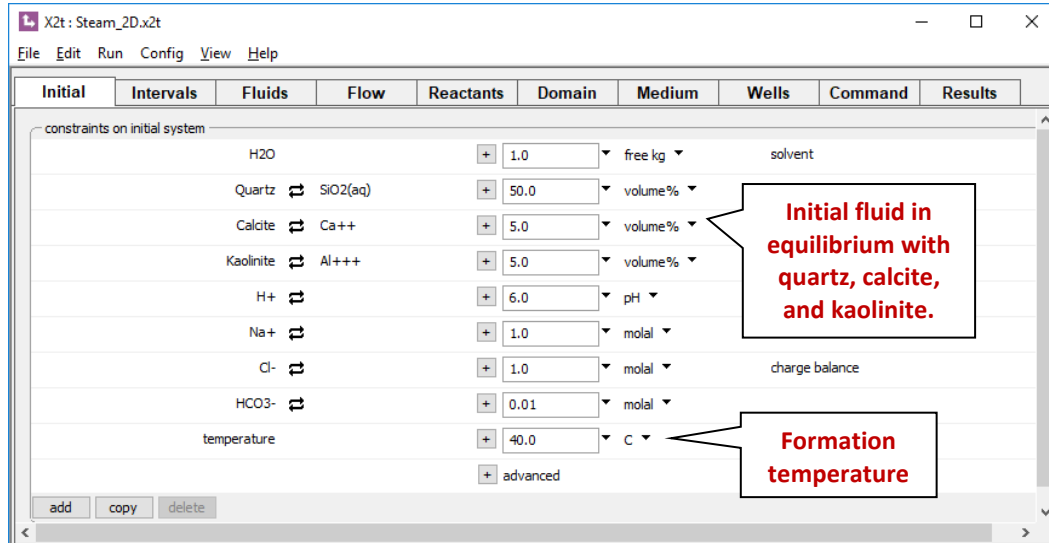 X2t : Steam_2D.x2t
File Edit Run Config View Help
Initial Intervals Fluids Flow Reactants Domain Medium Wells Command Results
constraints on initial system
H2O + 1.0 free kg solvent
Quartz SiO2(aq) + 50.0 volume%
Calcite Ca++ + 5.0 volume%
Kaolinite Al+++ + 5.0 volume%
H+ + 6.0 pH
Na+ + 1.0 molal
Cl- + 1.0 molal charge balance
HCO3- + 0.01 molal
temperature + 40.0 C
+ advanced
add copy delete
Initial fluid in
equilibrium with
quartz, calcite,
and kaolinite.
Formation
temperature